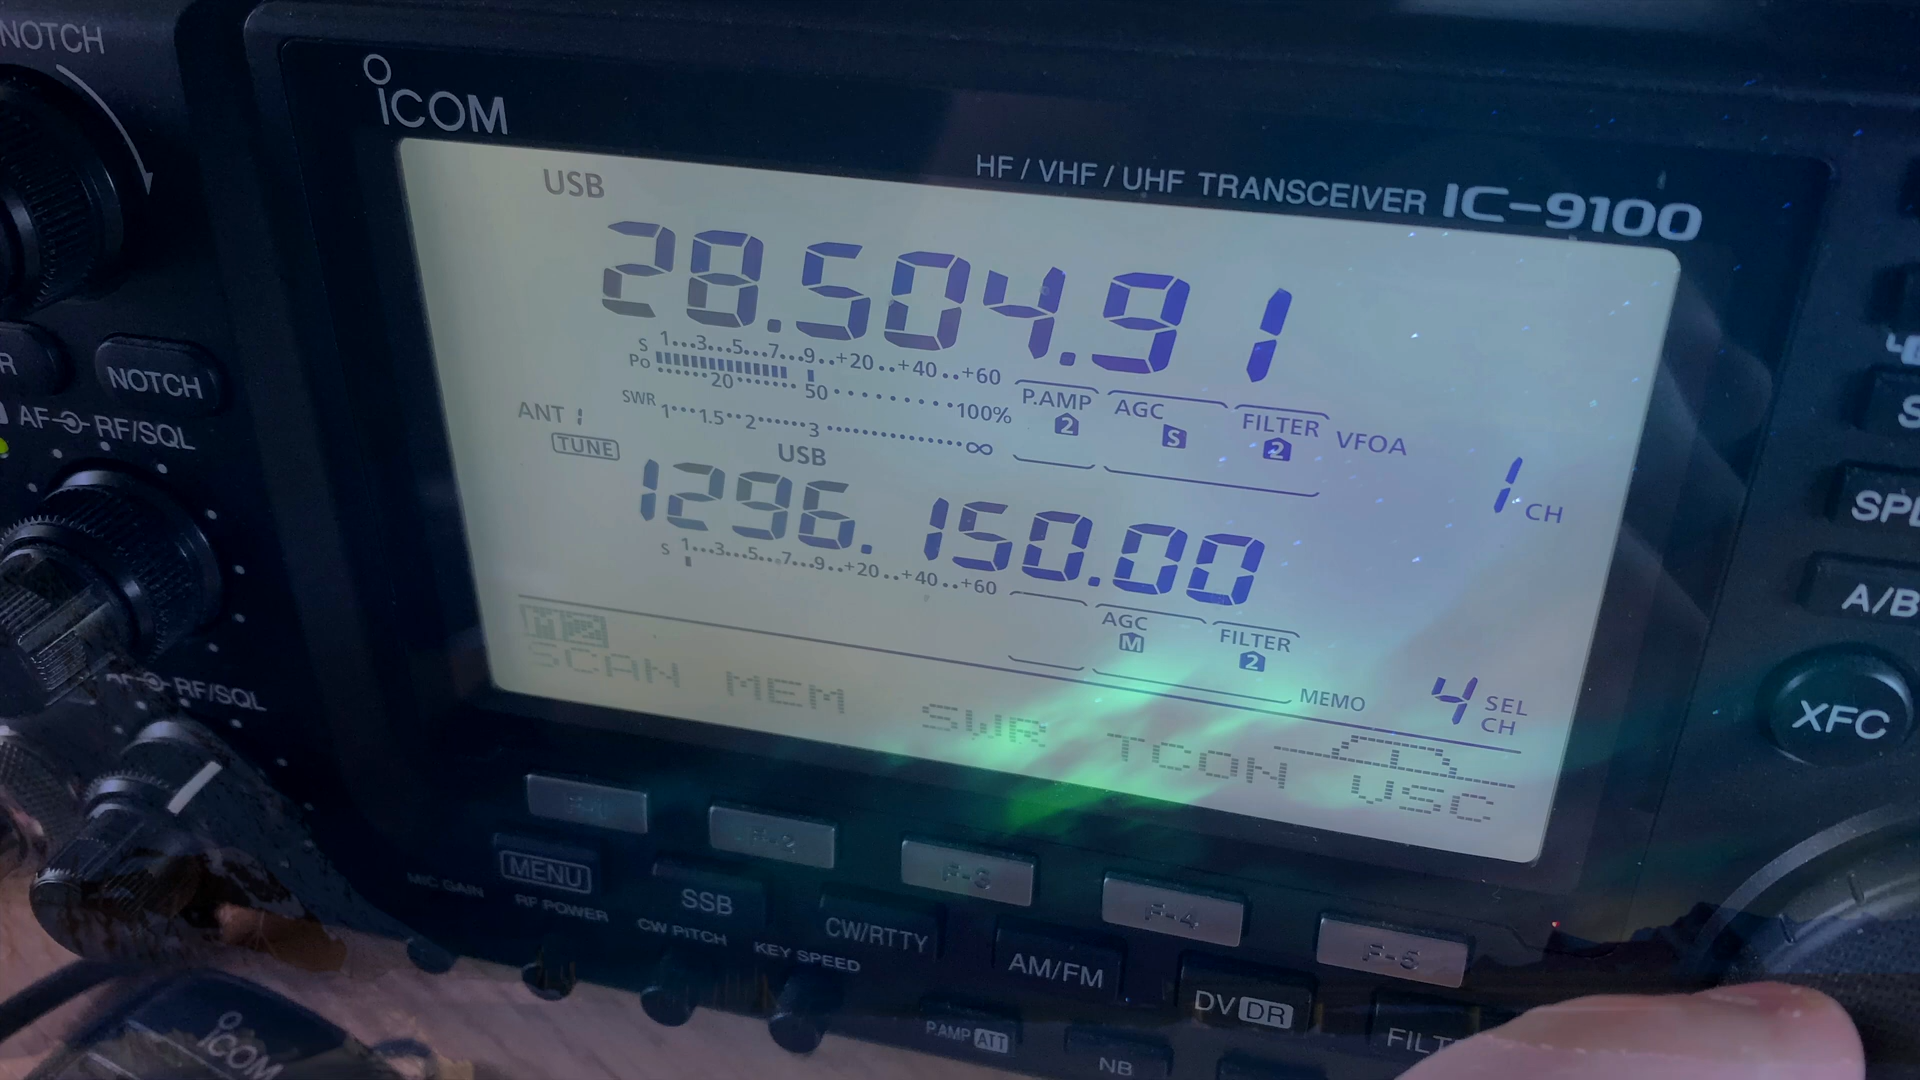 NOTCH
ICOM
HF / VHF / UHF TRANSCEIVER IC-9100
USB
28.504.91
S 1...3...5...7...9..+20..+40..+60
Po 20 50 100%
SWR 1 1.5 2 3 ∞
P.AMP 2 AGC S FILTER 2 VFOA
ANT 1
TUNE
1 CH
USB
1296.150.00
S 1...3...5...7...9..+20..+40..+60
AGC M FILTER 2 MEMO
4 SEL CH
SCAN MEM SWR TCON VSC
NOTCH
AF RF/SQL
AF RF/SQL
A/B
XFC
F-2 F-3 F-4 F-5
MENU SSB CW/RTTY AM/FM DV DR
MIC GAIN RF POWER CW PITCH KEY SPEED
P.AMP ATT NB
ICOM